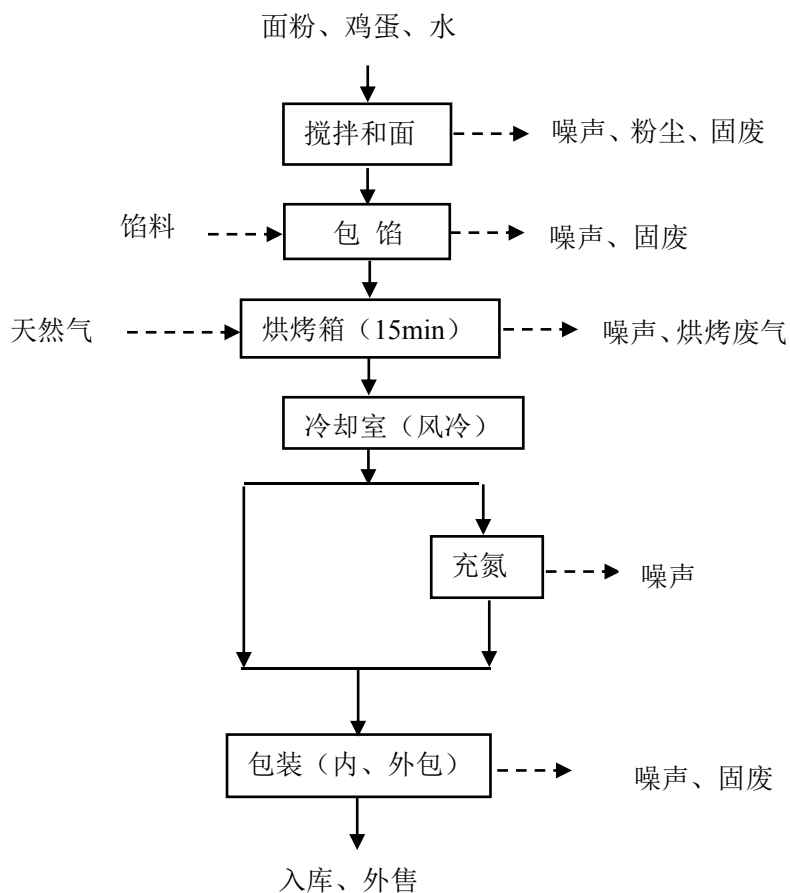 面粉、鸡蛋、水
搅拌和面
噪声、粉尘、固废
馅料
包 馅
噪声、固废
天然气
烘烤箱（15min）
噪声、烘烤废气
冷却室（风冷）
充氮
噪声
包装（内、外包）
噪声、固废
入库、外售